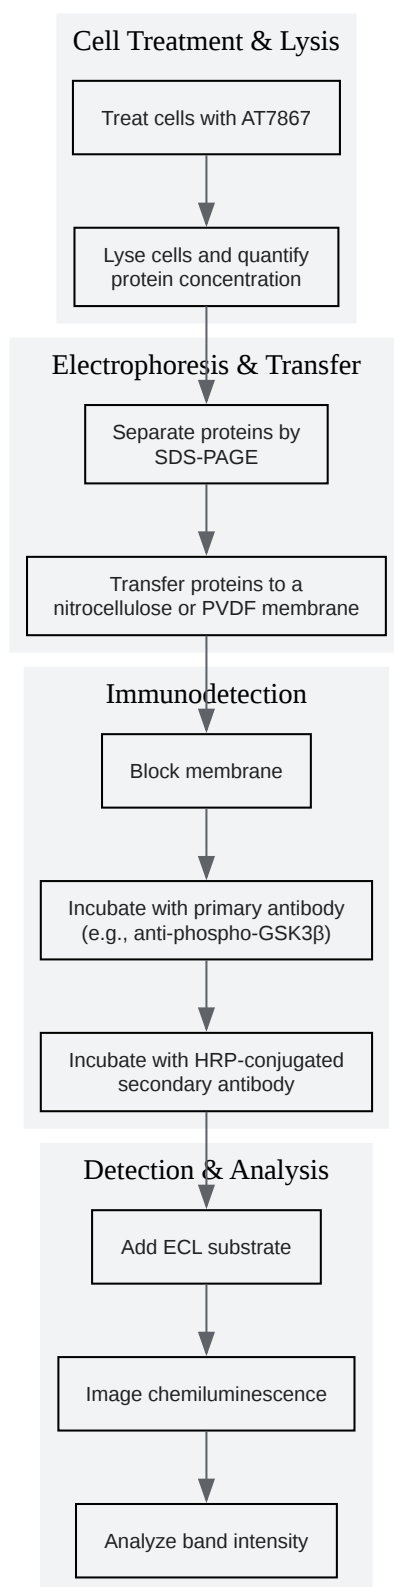 Cell Treatment & Lysis
Treat cells with AT7867
Lyse cells and quantify
protein concentration
Electrophoresis & Transfer
Separate proteins by
SDS-PAGE
Transfer proteins to a
nitrocellulose or PVDF membrane
Immunodetection
Block membrane
Incubate with primary antibody
(e.g., anti-phospho-GSK3β)
Incubate with HRP-conjugated
secondary antibody
Detection & Analysis
Add ECL substrate
Image chemiluminescence
Analyze band intensity